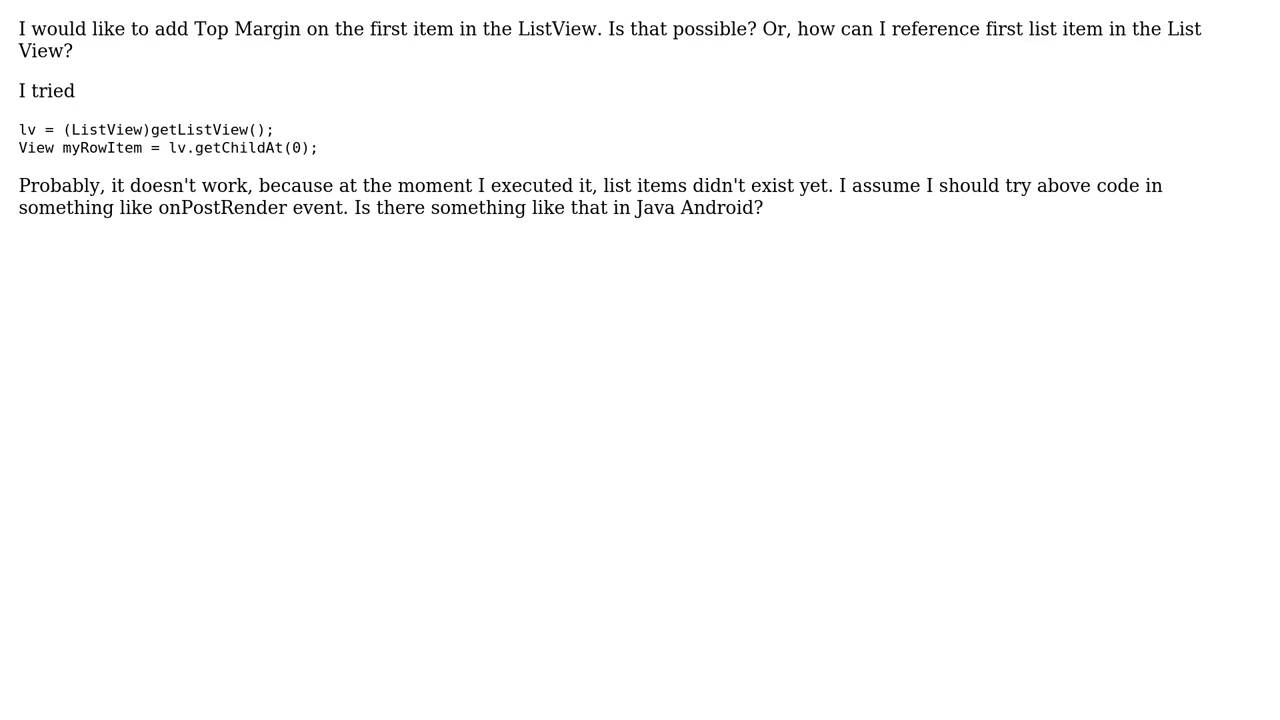 I would like to add Top Margin on the first item in the ListView. Is that possible? Or, how can I reference first list item in the List
View?
I tried
lv = (ListView)getListView();
View myRowItem = lv.getChildAt(0);
Probably, it doesn't work, because at the moment I executed it, list items didn't exist yet. I assume I should try above code in
something like onPostRender event. Is there something like that in Java Android?